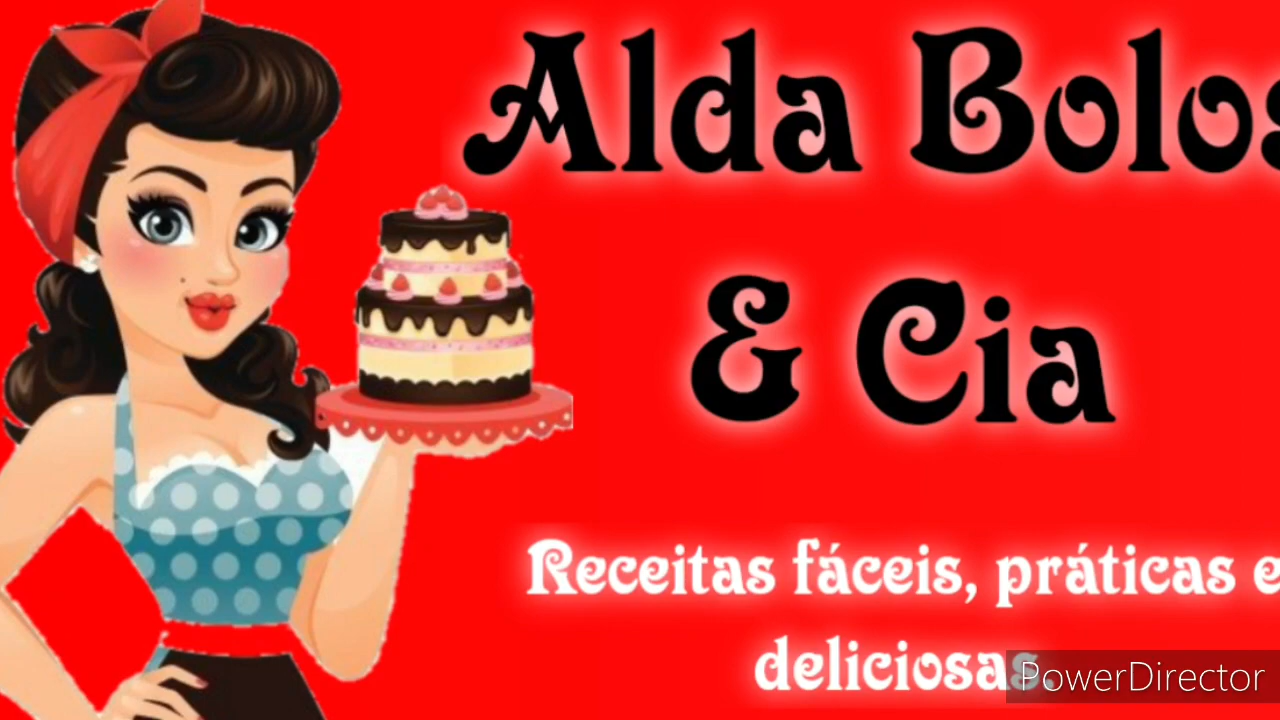 Alda Bolos
& Cia
Receitas fáceis, práticas e
deliciosas.
PowerDirector